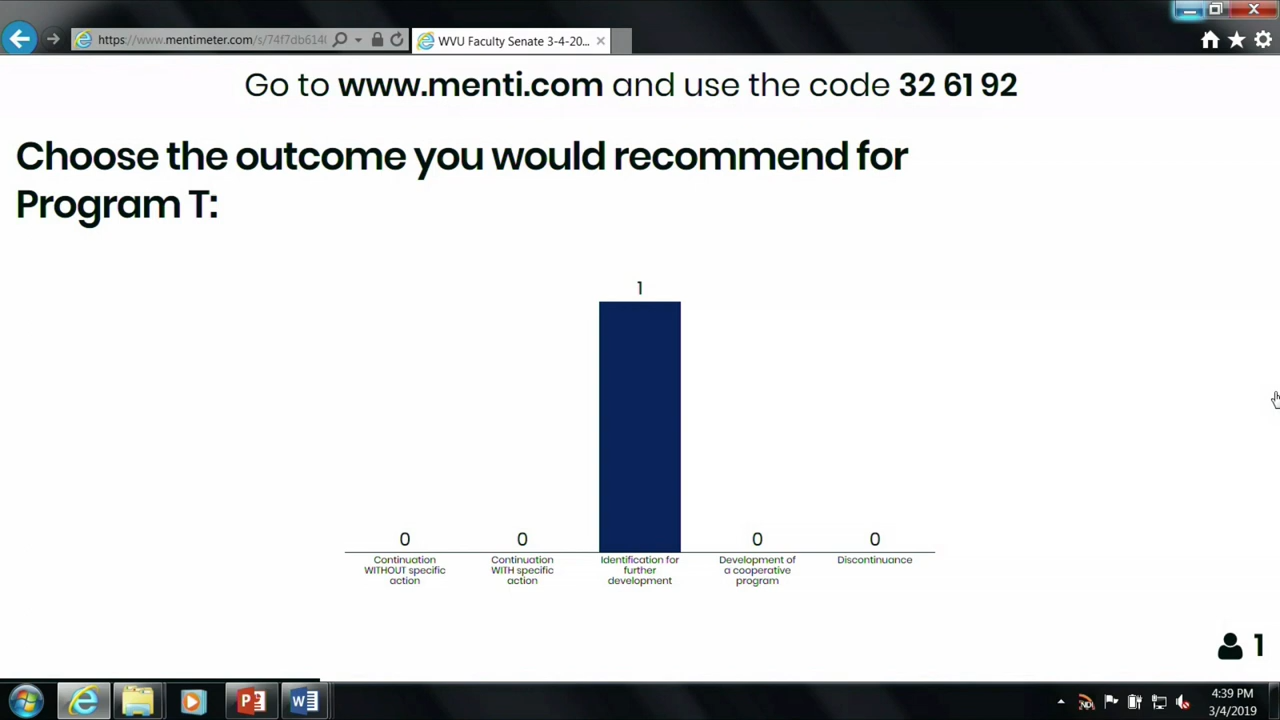 https://www.mentimeter.com/s/74f7db614
WVU Faculty Senate 3-4-20...
Go to www.menti.com and use the code 32 61 92
Choose the outcome you would recommend for
Program T:
1
0
0
0
0
Continuation
WITHOUT specific
action
Continuation
WITH specific
action
Identification for
further
development
Development of
a cooperative
program
Discontinuance
1
4:39 PM
3/4/2019